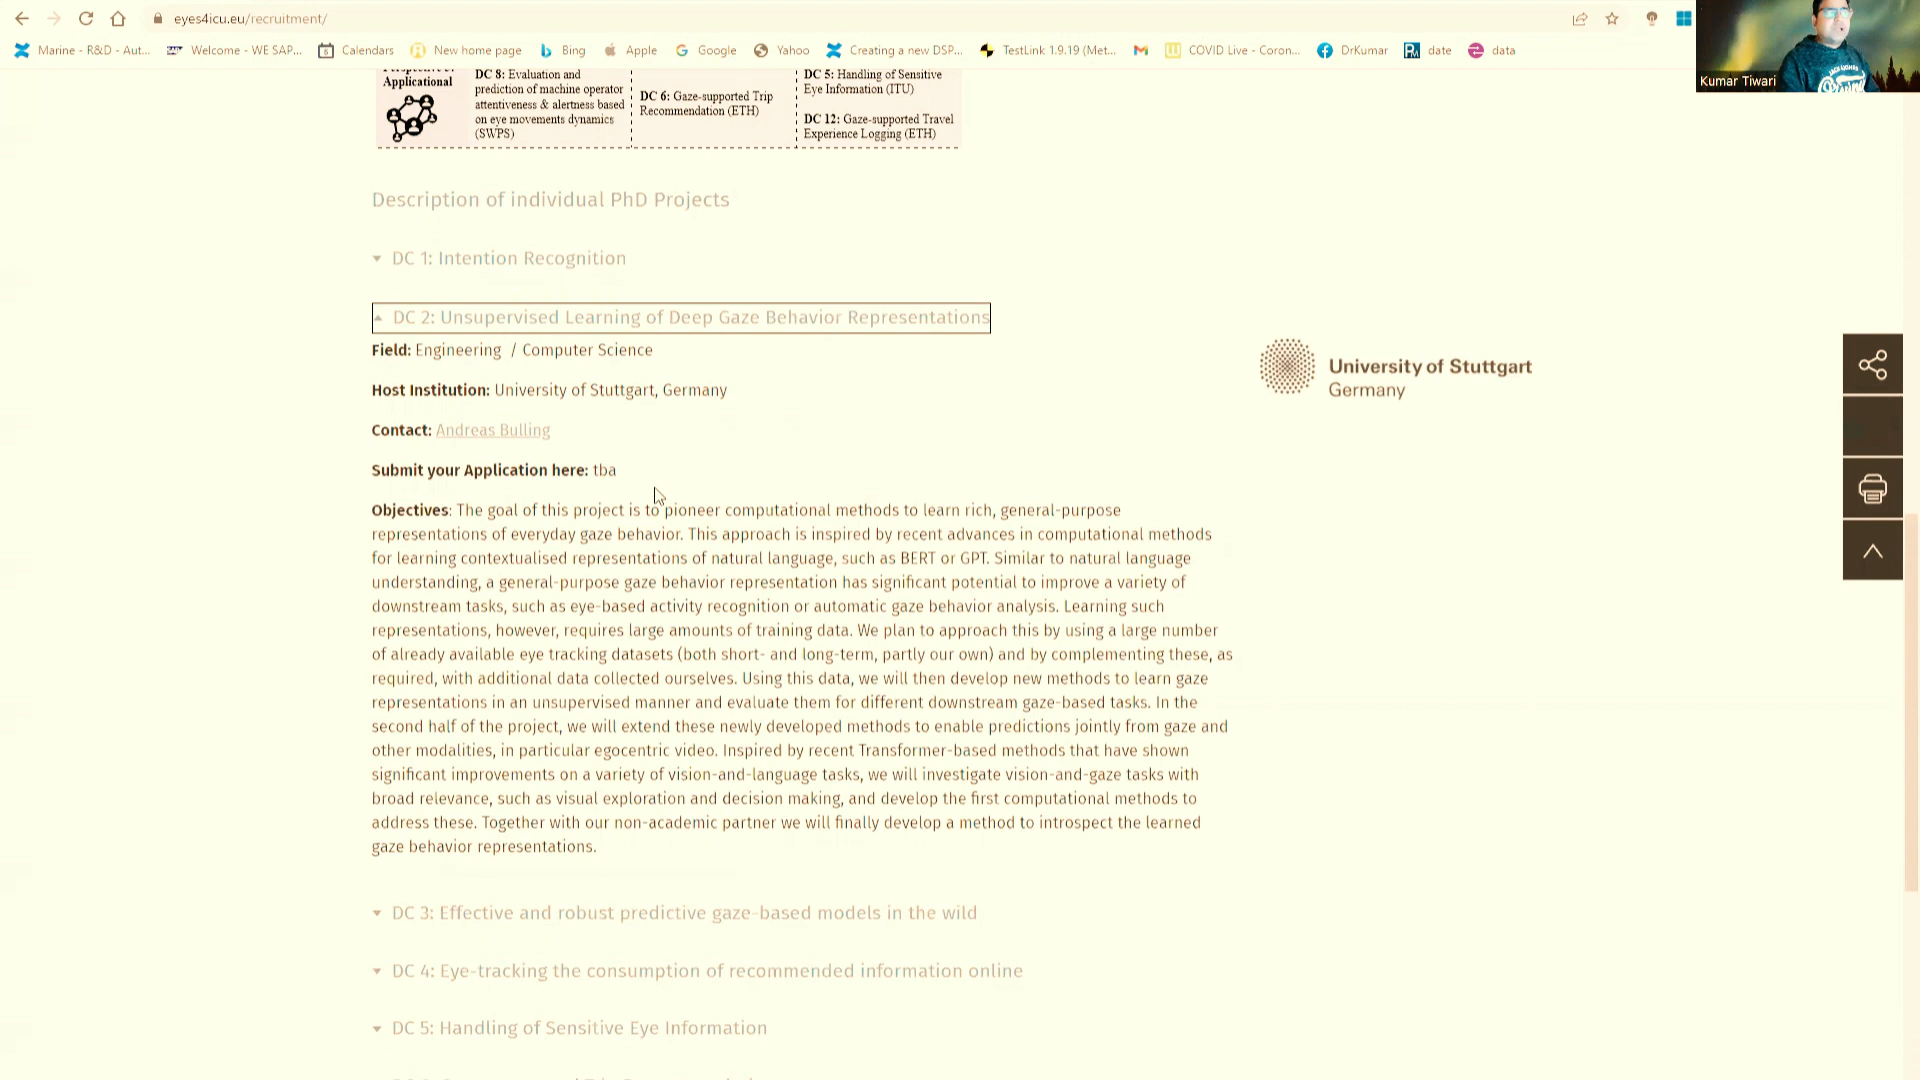 eyes4icu.eu/recruitment/
Marine - R&D - Aut... Welcome - WE SAP... Calendars New home page Bing Apple Google Yahoo Creating a new DSP... TestLink 1.9.19 (Met... COVID Live - Coron... DrKumar date data
Kumar Tiwari
Applicational
DC 8: Evaluation and
prediction of machine operator
attentiveness & alertness based
on eye movements dynamics
(SWPS)
DC 6: Gaze-supported Trip
Recommendation (ETH)
DC 5: Handling of Sensitive
Eye Information (ITU)
DC 12: Gaze-supported Travel
Experience Logging (ETH)
Description of individual PhD Projects
DC 1: Intention Recognition
DC 2: Unsupervised Learning of Deep Gaze Behavior Representations
Field: Engineering / Computer Science
Host Institution: University of Stuttgart, Germany
Contact: Andreas Bulling
Submit your Application here: tba
University of Stuttgart
Germany
Objectives: The goal of this project is to pioneer computational methods to learn rich, general-purpose
representations of everyday gaze behavior. This approach is inspired by recent advances in computational methods
for learning contextualised representations of natural language, such as BERT or GPT. Similar to natural language
understanding, a general-purpose gaze behavior representation has significant potential to improve a variety of
downstream tasks, such as eye-based activity recognition or automatic gaze behavior analysis. Learning such
representations, however, requires large amounts of training data. We plan to approach this by using a large number
of already available eye tracking datasets (both short- and long-term, partly our own) and by complementing these, as
required, with additional data collected ourselves. Using this data, we will then develop new methods to learn gaze
representations in an unsupervised manner and evaluate them for different downstream gaze-based tasks. In the
second half of the project, we will extend these newly developed methods to enable predictions jointly from gaze and
other modalities, in particular egocentric video. Inspired by recent Transformer-based methods that have shown
significant improvements on a variety of vision-and-language tasks, we will investigate vision-and-gaze tasks with
broad relevance, such as visual exploration and decision making, and develop the first computational methods to
address these. Together with our non-academic partner we will finally develop a method to introspect the learned
gaze behavior representations.
DC 3: Effective and robust predictive gaze-based models in the wild
DC 4: Eye-tracking the consumption of recommended information online
DC 5: Handling of Sensitive Eye Information